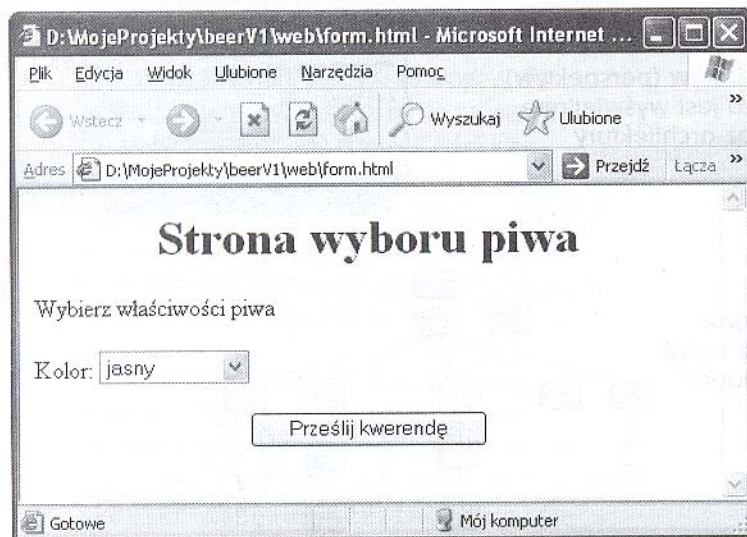 D:\MojeProjekty\beerV1\web\form.html - Microsoft Internet ...
Plik Edycja Widok Ulubione Narzędzia Pomoc
Wstecz Wyszukaj Ulubione »
Adres D:\MojeProjekty\beerV1\web\form.html Przejdź Łącza »
Strona wyboru piwa
Wybierz właściwości piwa
Kolor: jasny
Prześlij kwerendę
Gotowe Mój komputer